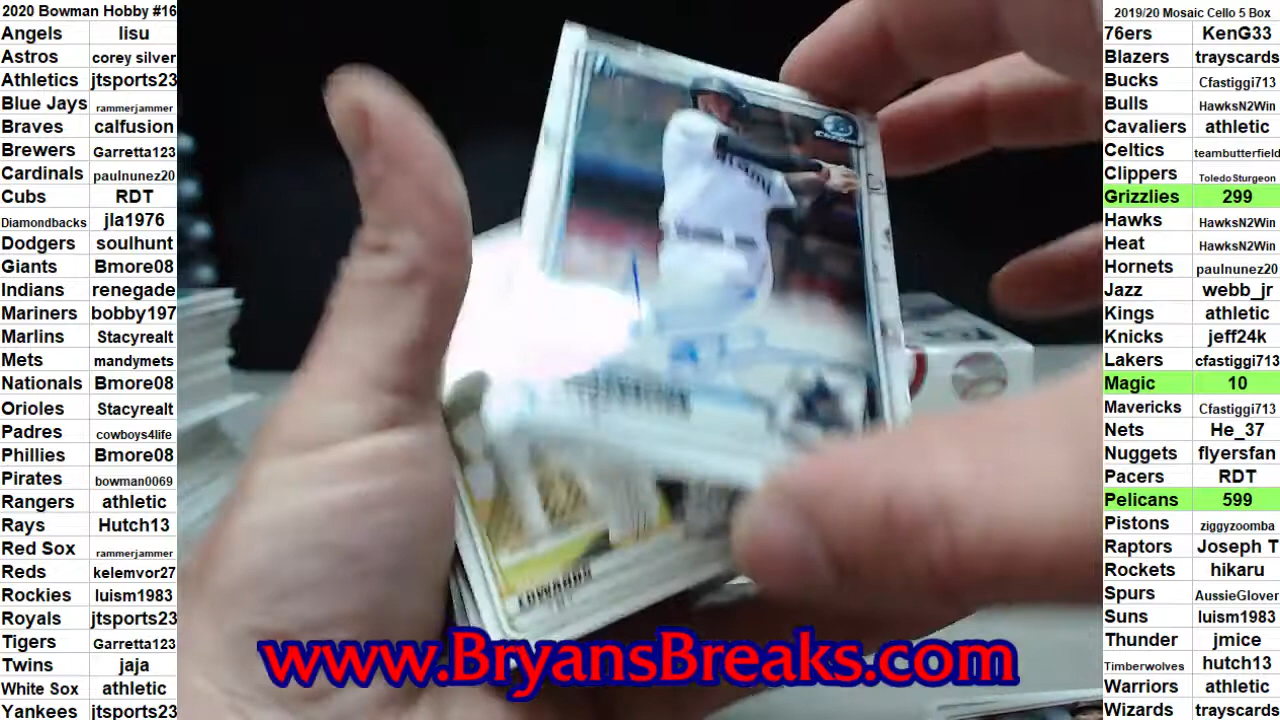 2020 Bowman Hobby #16
Angels lisu
Astros corey silver
Athletics jtsports23
Blue Jays rammerjammer
Braves calfusion
Brewers Garretta123
Cardinals paulnunez20
Cubs RDT
Diamondbacks jla1976
Dodgers soulhunt
Giants Bmore08
Indians renegade
Mariners bobby197
Marlins Stacyrealt
Mets mandymets
Nationals Bmore08
Orioles Stacyrealt
Padres cowboys4life
Phillies Bmore08
Pirates bowman0069
Rangers athletic
Rays Hutch13
Red Sox rammerjammer
Reds kelemvor27
Rockies luism1983
Royals jtsports23
Tigers Garretta123
Twins jaja
White Sox athletic
Yankees jtsports23
www.BryansBreaks.com
2019/20 Mosaic Cello 5 Box
76ers KenG33
Blazers trayscards
Bucks Cfastiggi713
Bulls HawksN2Win
Cavaliers athletic
Celtics teambutterfield
Clippers ToledoSturgeon
Grizzlies 299
Hawks HawksN2Win
Heat HawksN2Win
Hornets paulnunez20
Jazz webb_jr
Kings athletic
Knicks jeff24k
Lakers cfastiggi713
Magic 10
Mavericks Cfastiggi713
Nets He_37
Nuggets flyersfan
Pacers RDT
Pelicans 599
Pistons ziggyzoomba
Raptors Joseph T
Rockets hikaru
Spurs AussieGlover
Suns luism1983
Thunder jmice
Timberwolves hutch13
Warriors athletic
Wizards trayscards